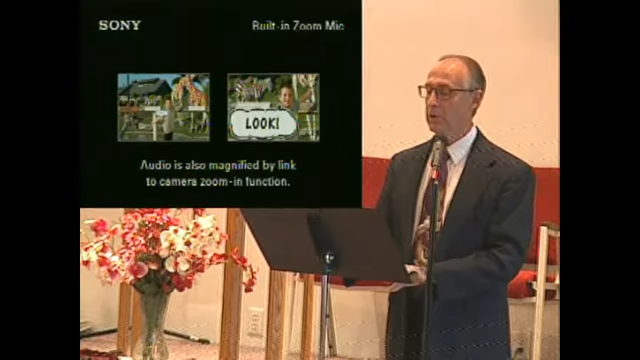 SONY
Built-in Zoom Mic
LOOK!
Audio is also magnified by link
to camera zoom-in function.